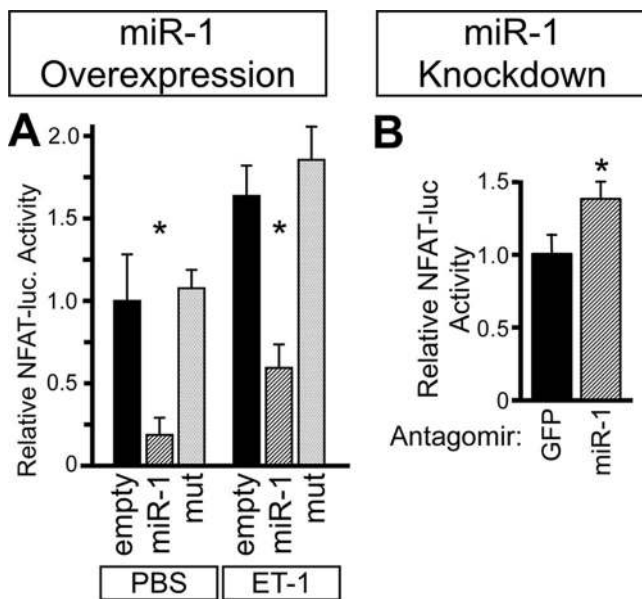 miR-1
Overexpression
miR-1
Knockdown
A
Relative NFAT-luc. Activity
2.0
1.5
1.0
0.5
0
empty
miR-1
mut
empty
miR-1
mut
PBS
ET-1
*
*
B
Relative NFAT-luc
Activity
1.5
1.0
0.5
0
*
Antagomir:
GFP
miR-1